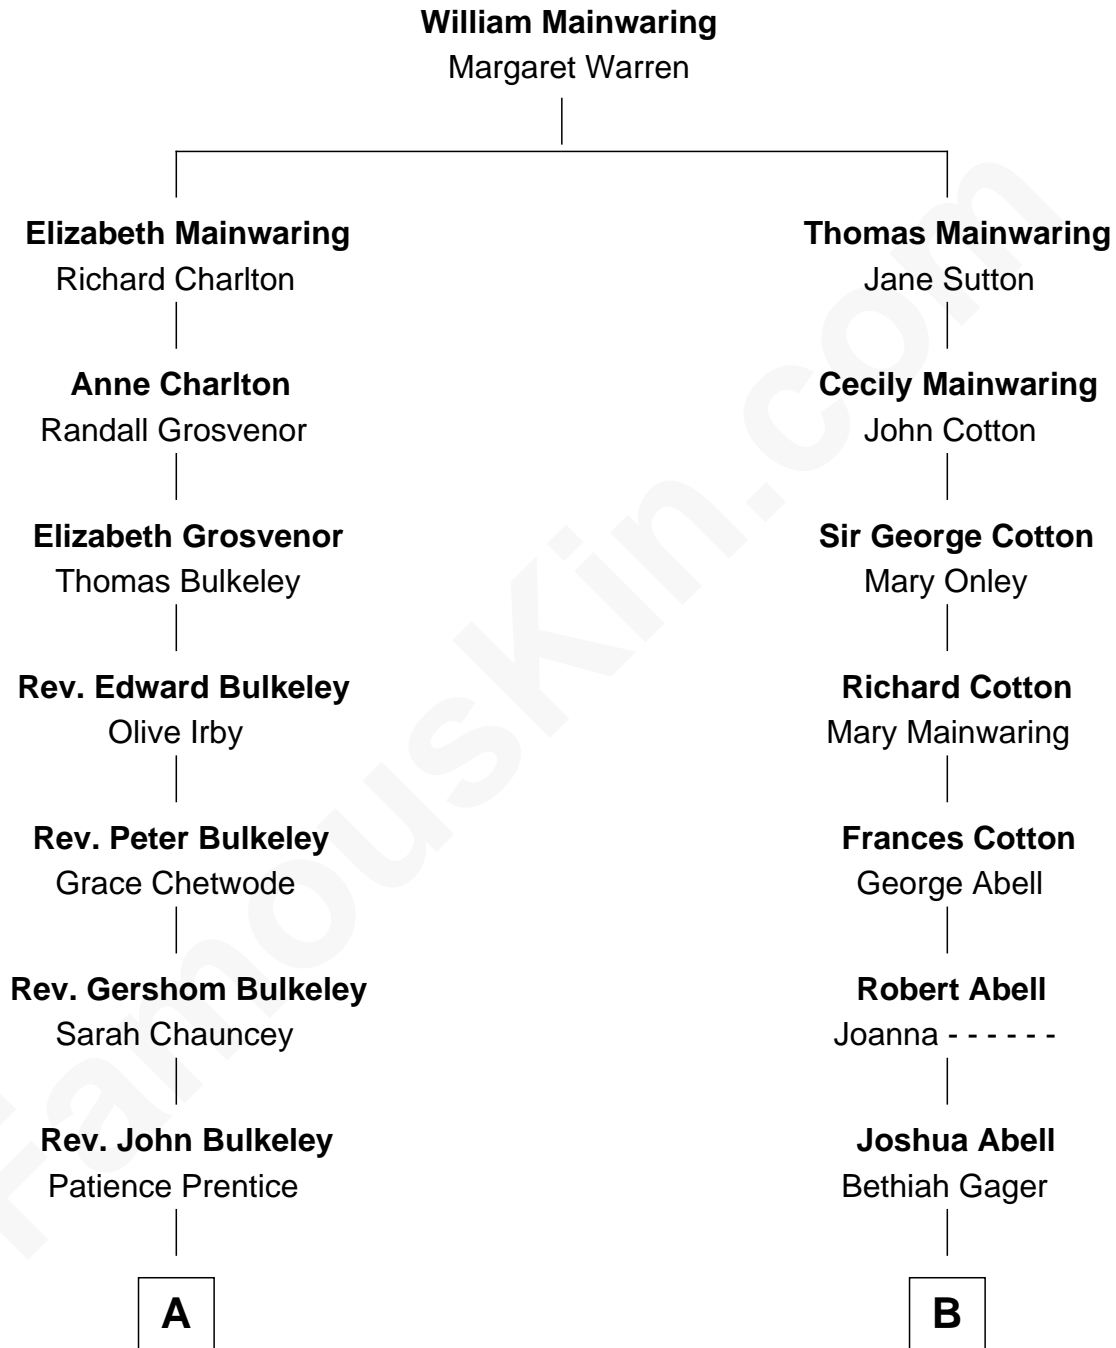 William Mainwaring
Margaret Warren
Elizabeth Mainwaring
Richard Charlton
Thomas Mainwaring
Jane Sutton
Anne Charlton
Randall Grosvenor
Cecily Mainwaring
John Cotton
Elizabeth Grosvenor
Thomas Bulkeley
Sir George Cotton
Mary Onley
Rev. Edward Bulkeley
Olive Irby
Richard Cotton
Mary Mainwaring
Rev. Peter Bulkeley
Grace Chetwode
Frances Cotton
George Abell
Rev. Gershom Bulkeley
Sarah Chauncey
Robert Abell
Joanna - - - - - -
Rev. John Bulkeley
Patience Prentice
Joshua Abell
Bethiah Gager
A
B
FamousKin.com